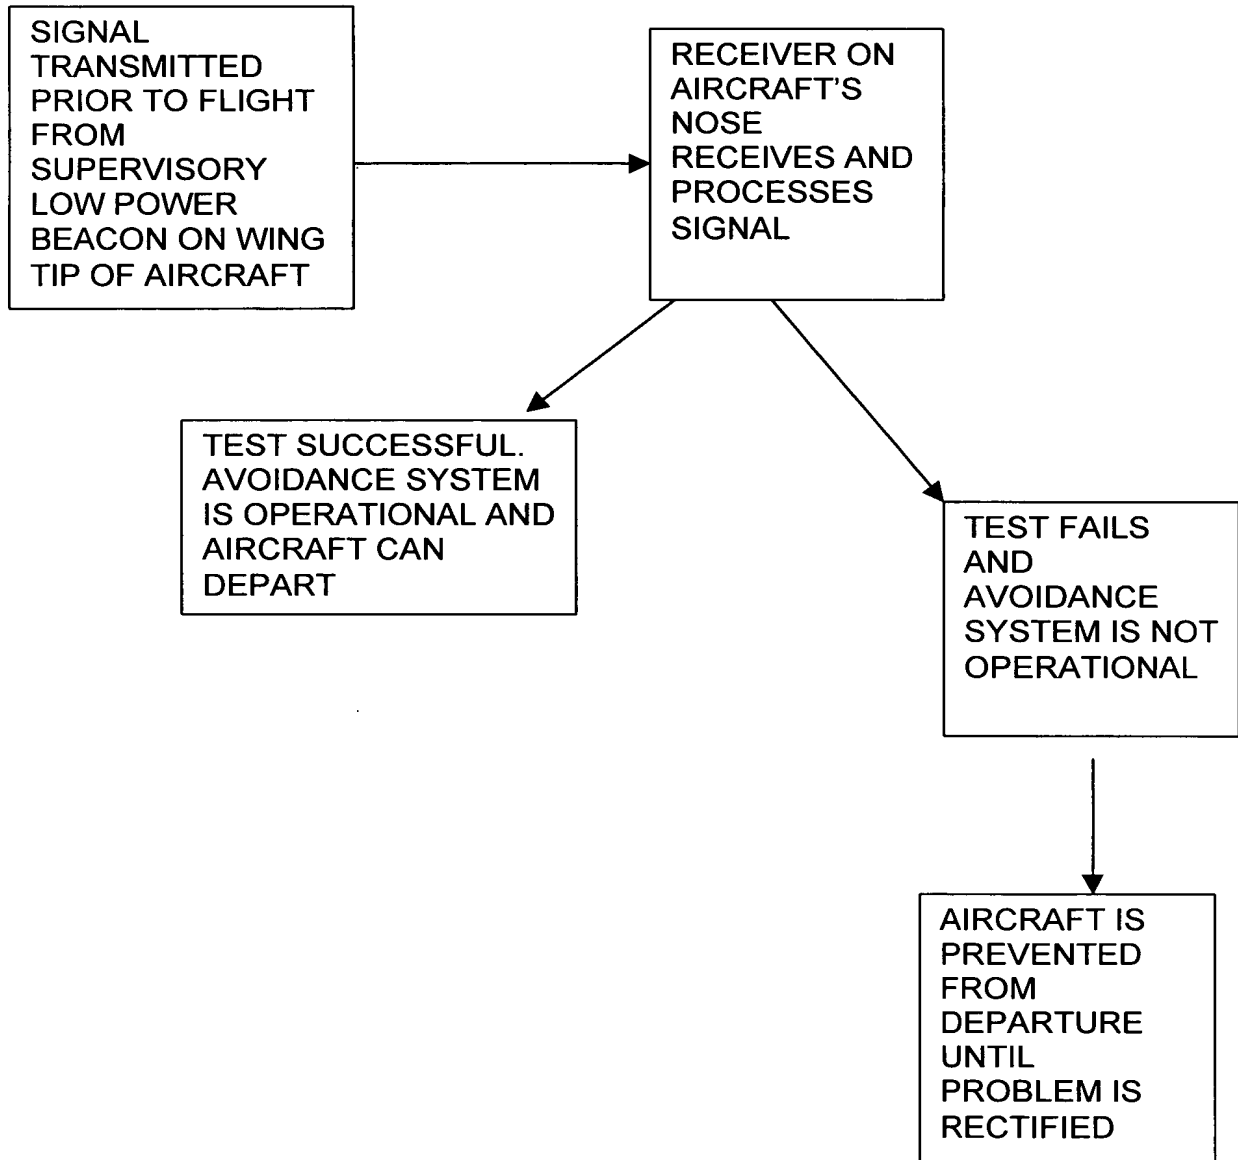 SIGNAL
TRANSMITTED
PRIOR TO FLIGHT
FROM
SUPERVISORY
LOW POWER
BEACON ON WING
TIP OF AIRCRAFT
RECEIVER ON
AIRCRAFT'S
NOSE
RECEIVES AND
PROCESSES
SIGNAL
TEST SUCCESSFUL.
AVOIDANCE SYSTEM
IS OPERATIONAL AND
AIRCRAFT CAN
DEPART
TEST FAILS
AND
AVOIDANCE
SYSTEM IS NOT
OPERATIONAL
AIRCRAFT IS
PREVENTED
FROM
DEPARTURE
UNTIL
PROBLEM IS
RECTIFIED